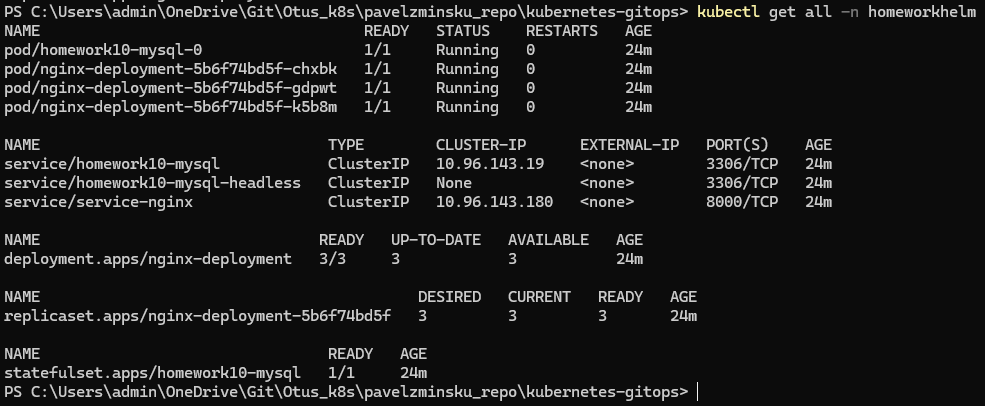 PS C:\Users\admin\OneDrive\Git\Otus_k8s\pavelzminsku_repo\kubernetes-gitops> kubectl get all -n homeworkhelm
NAME                                    READY   STATUS    RESTARTS   AGE
pod/homework10-mysql-0                  1/1     Running   0          24m
pod/nginx-deployment-5b6f74bd5f-chxbk   1/1     Running   0          24m
pod/nginx-deployment-5b6f74bd5f-gdpwt   1/1     Running   0          24m
pod/nginx-deployment-5b6f74bd5f-k5b8m   1/1     Running   0          24m
NAME                                TYPE        CLUSTER-IP      EXTERNAL-IP   PORT(S)    AGE
service/homework10-mysql            ClusterIP   10.96.143.19    <none>        3306/TCP   24m
service/homework10-mysql-headless   ClusterIP   None            <none>        3306/TCP   24m
service/service-nginx               ClusterIP   10.96.143.180   <none>        8000/TCP   24m
NAME                               READY   UP-TO-DATE   AVAILABLE   AGE
deployment.apps/nginx-deployment   3/3     3            3           24m
NAME                                          DESIRED   CURRENT   READY   AGE
replicaset.apps/nginx-deployment-5b6f74bd5f   3         3         3       24m
NAME                                READY   AGE
statefulset.apps/homework10-mysql   1/1     24m
PS C:\Users\admin\OneDrive\Git\Otus_k8s\pavelzminsku_repo\kubernetes-gitops>